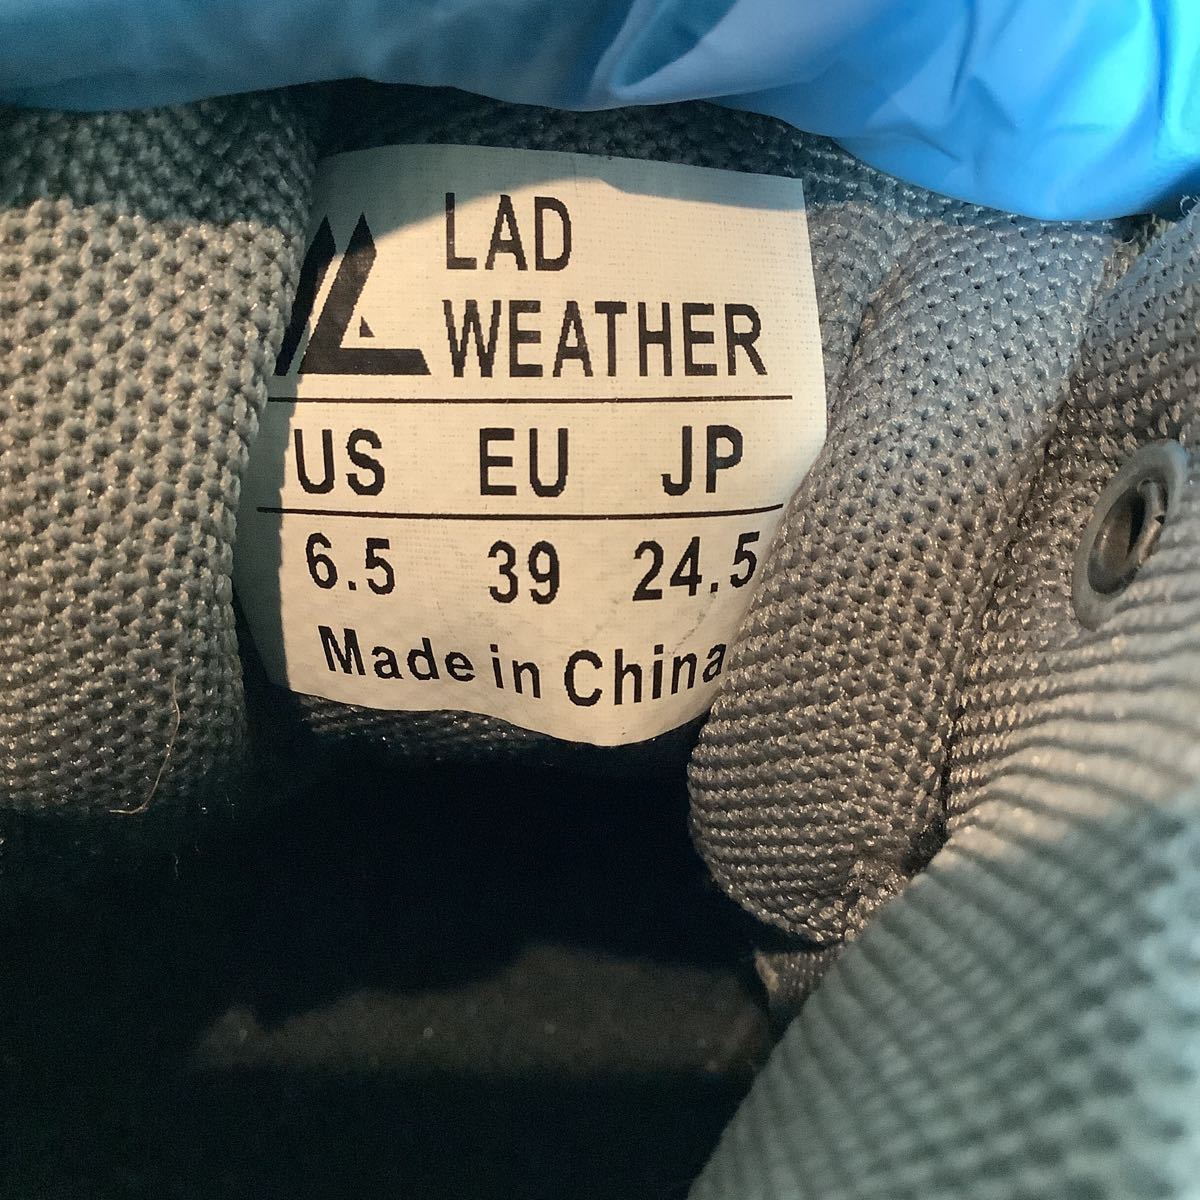 LAD
WEATHER
US EU JP
6.5 39 24.5
Made in China